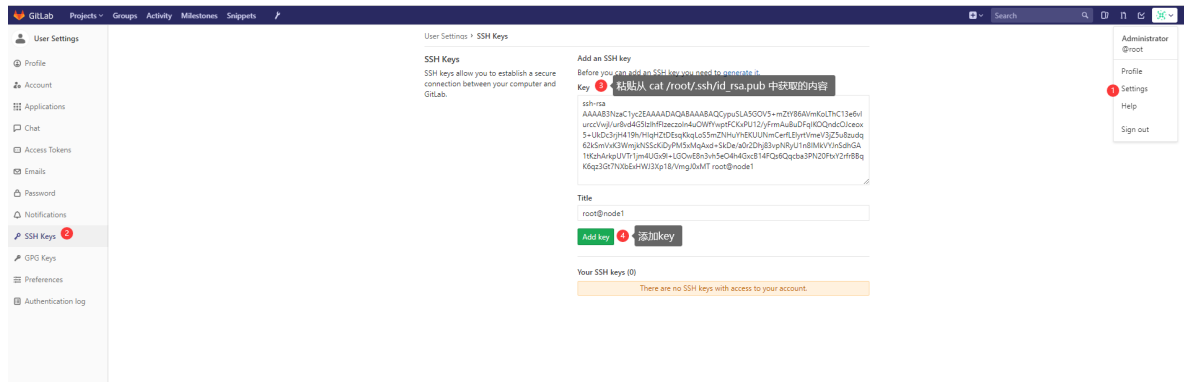 GitLab Projects Groups Activity Milestones Snippets Search
User Settings
Profile
Account
Applications
Chat
Access Tokens
Emails
Password
Notifications
SSH Keys 2
GPG Keys
Preferences
Authentication log
User Settings › SSH Keys
SSH Keys
SSH keys allow you to establish a secure
connection between your computer and
GitLab.
Add an SSH key
Before you can add an SSH key you need to generate it.
Key 3 粘贴从 cat /root/.ssh/id_rsa.pub 中获取的内容
ssh-rsa
root@node1
Title
root@node1
Add key 4 添加key
Your SSH keys (0)
There are no SSH keys with access to your account.
Administrator
@root
Profile
1 Settings
Help
Sign out